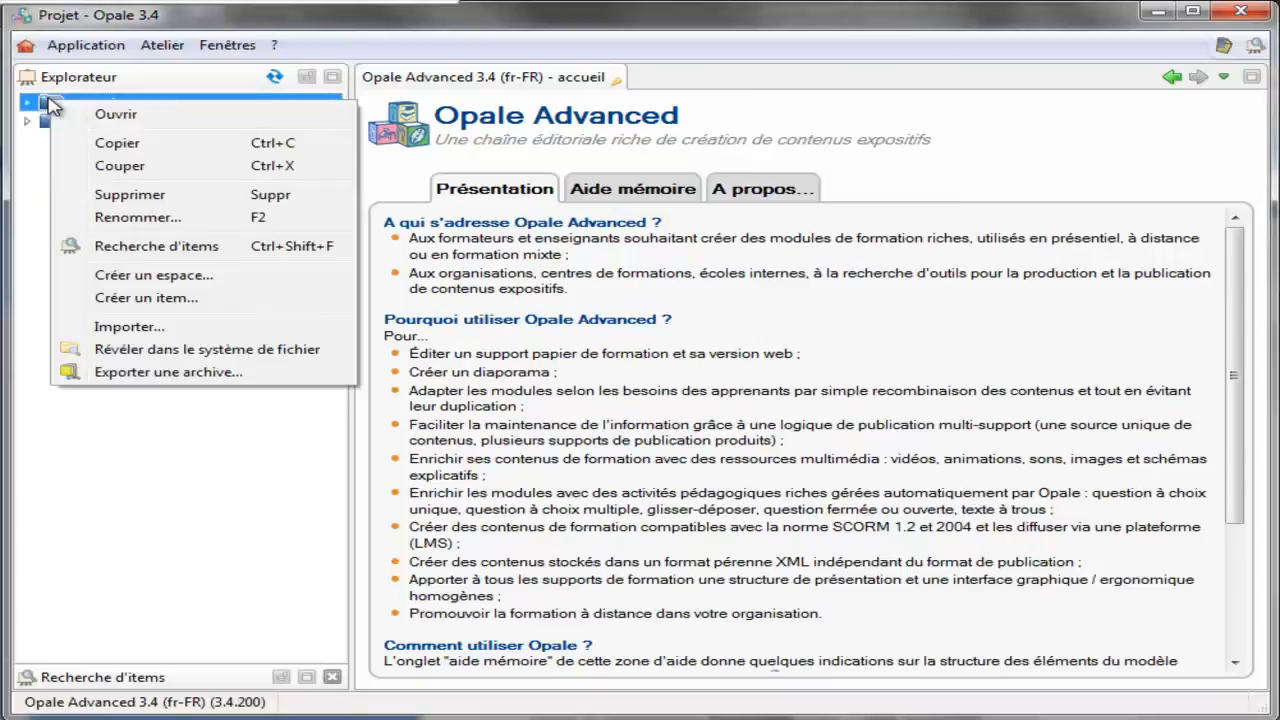 Projet - Opale 3.4
Application Atelier Fenêtres ?
Explorateur
Ouvrir
Copier Ctrl+C
Couper Ctrl+X
Supprimer Suppr
Renommer... F2
Recherche d'items Ctrl+Shift+F
Créer un espace...
Créer un item...
Importer...
Révéler dans le système de fichier
Exporter une archive...
Recherche d'items
Opale Advanced 3.4 (fr-FR) - accueil
Opale Advanced
Une chaîne éditoriale riche de création de contenus expositifs
Présentation Aide mémoire A propos...
A qui s'adresse Opale Advanced ?
Aux formateurs et enseignants souhaitant créer des modules de formation riches, utilisés en présentiel, à distance
ou en formation mixte ;
Aux organisations, centres de formations, écoles internes, à la recherche d'outils pour la production et la publication
de contenus expositifs.
Pourquoi utiliser Opale Advanced ?
Pour...
Éditer un support papier de formation et sa version web ;
Créer un diaporama ;
Adapter les modules selon les besoins des apprenants par simple recombinaison des contenus et tout en évitant
leur duplication ;
Faciliter la maintenance de l'information grâce à une logique de publication multi-support (une source unique de
contenus, plusieurs supports de publication produits) ;
Enrichir ses contenus de formation avec des ressources multimédia : vidéos, animations, sons, images et schémas
explicatifs ;
Enrichir les modules avec des activités pédagogiques riches gérées automatiquement par Opale : question à choix
unique, question à choix multiple, glisser-déposer, question fermée ou ouverte, texte à trous ;
Créer des contenus de formation compatibles avec la norme SCORM 1.2 et 2004 et les diffuser via une plateforme
(LMS) ;
Créer des contenus stockés dans un format pérenne XML indépendant du format de publication ;
Apporter à tous les supports de formation une structure de présentation et une interface graphique / ergonomique
homogènes ;
Promouvoir la formation à distance dans votre organisation.
Comment utiliser Opale ?
L'onglet "aide mémoire" de cette zone d'aide donne quelques indications sur la structure des éléments du modèle
Opale Advanced 3.4 (fr-FR) (3.4.200)